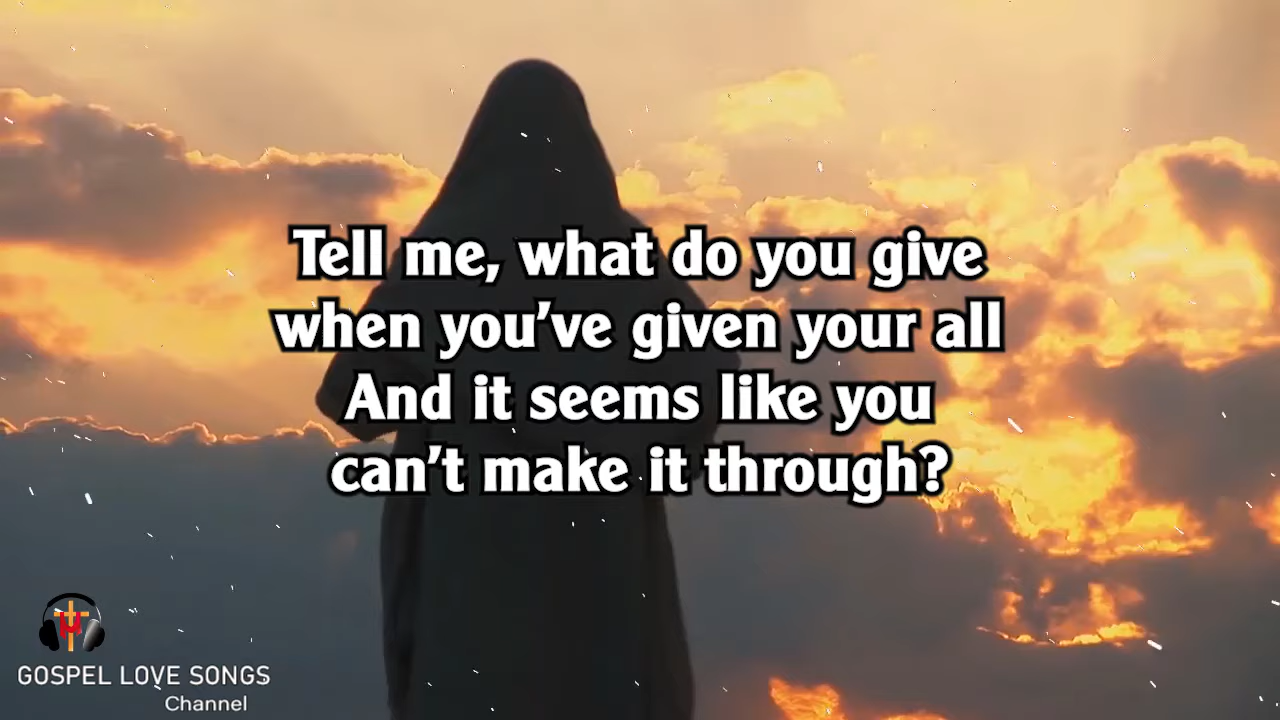 Tell me, what do you give
when you've given your all
And it seems like you
can't make it through?
GOSPEL LOVE SONGS
Channel